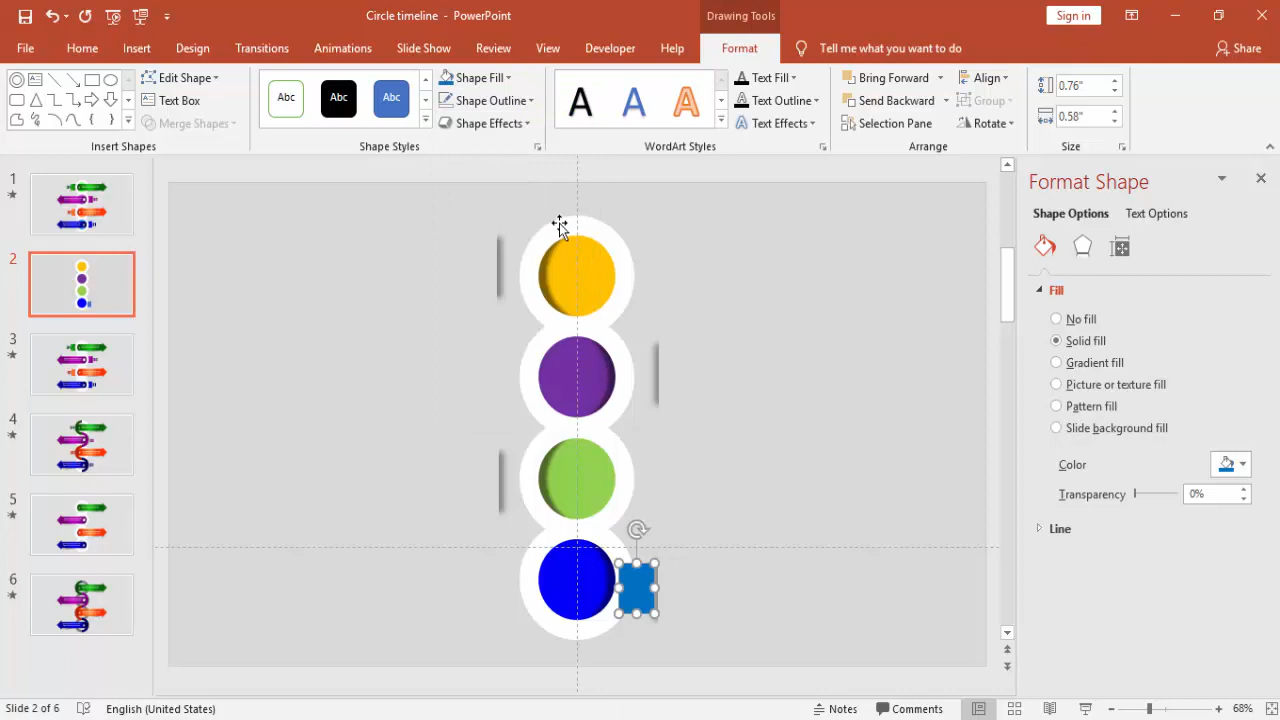 Circle timeline - PowerPoint
Drawing Tools
Sign in
File
Home
Insert
Design
Transitions
Animations
Slide Show
Review
View
Developer
Help
Format
Tell me what you want to do
Share
Edit Shape
Text Box
Merge Shapes
Insert Shapes
Abc
Abc
Abc
Shape Fill
Shape Outline
Shape Effects
Shape Styles
A
A
A
Text Fill
Text Outline
Text Effects
WordArt Styles
Bring Forward
Send Backward
Selection Pane
Align
Group
Rotate
Arrange
0.76"
0.58"
Size
1
2
3
4
5
6
Format Shape
Shape Options
Text Options
Fill
No fill
Solid fill
Gradient fill
Picture or texture fill
Pattern fill
Slide background fill
Color
Transparency
0%
Line
Slide 2 of 6
English (United States)
Notes
Comments
68%